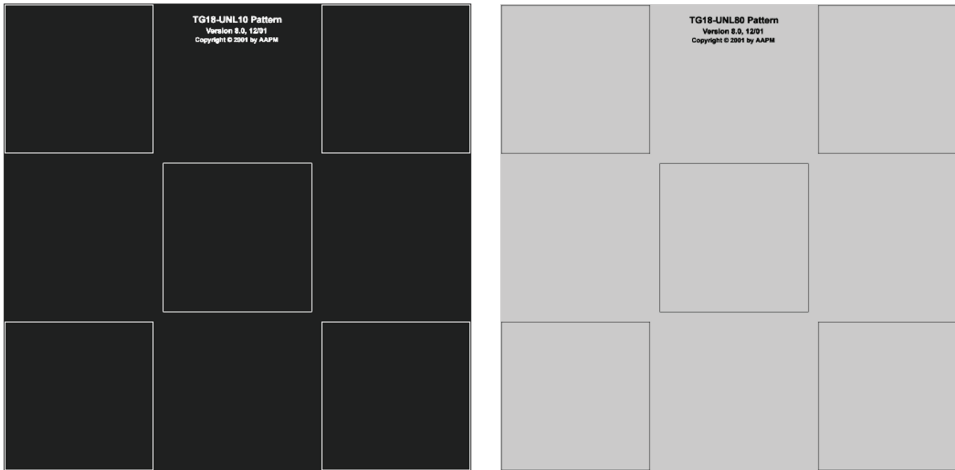 TG18-UNL10 Pattern
Version 8.0, 12/01
Copyright © 2001 by AAPM
TG18-UNL80 Pattern
Version 8.0, 12/01
Copyright © 2001 by AAPM